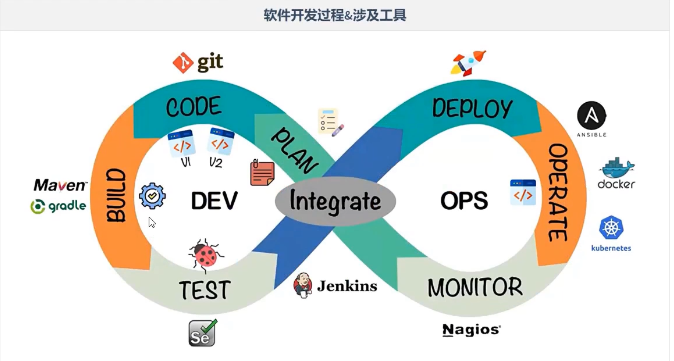 软件开发过程&涉及工具
git
CODE
DEPLOY
V1
V2
PLAN
ANSIBLE
Maven™
gradle
BUILD
DEV
Integrate
OPS
OPERATE
docker
kubernetes
TEST
Jenkins
MONITOR
Se
Nagios®